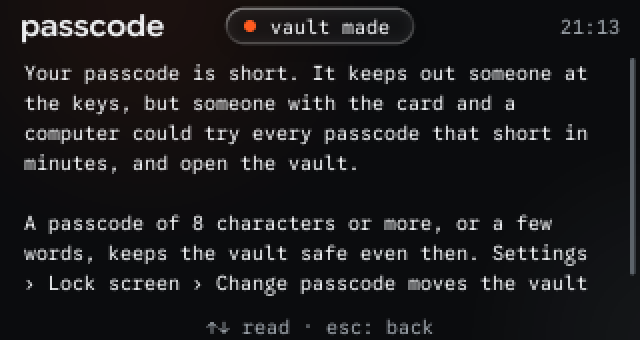 passcode
vault made
21:13
Your passcode is short. It keeps out someone at
the keys, but someone with the card and a
computer could try every passcode that short in
minutes, and open the vault.
A passcode of 8 characters or more, or a few
words, keeps the vault safe even then. Settings
› Lock screen › Change passcode moves the vault
↑↓ read · esc: back